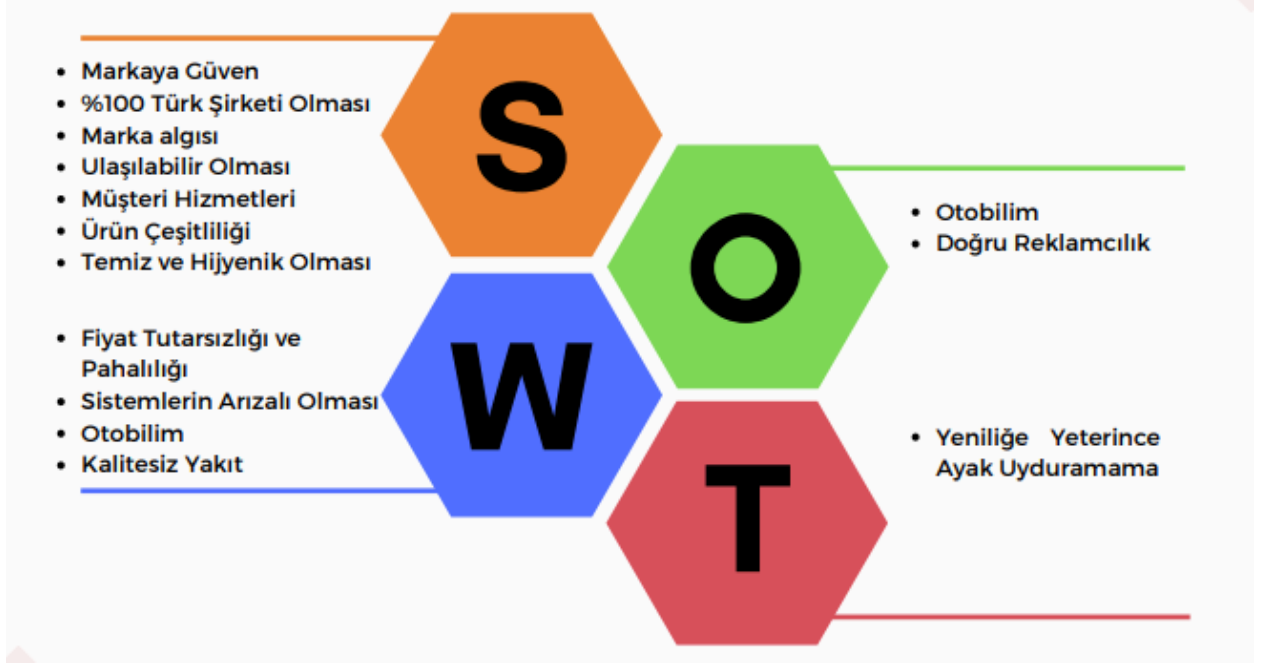 S
Markaya Güven
%100 Türk Şirketi Olması
Marka algısı
Ulaşılabilir Olması
Müşteri Hizmetleri
Ürün Çeşitliliği
Temiz ve Hijyenik Olması
W
Fiyat Tutarsızlığı ve
Pahalılığı
Sistemlerin Arızalı Olması
Otobilim
Kalitesiz Yakıt
O
Otobilim
Doğru Reklamcılık
T
Yeniliğe Yeterince
Ayak Uyduramama